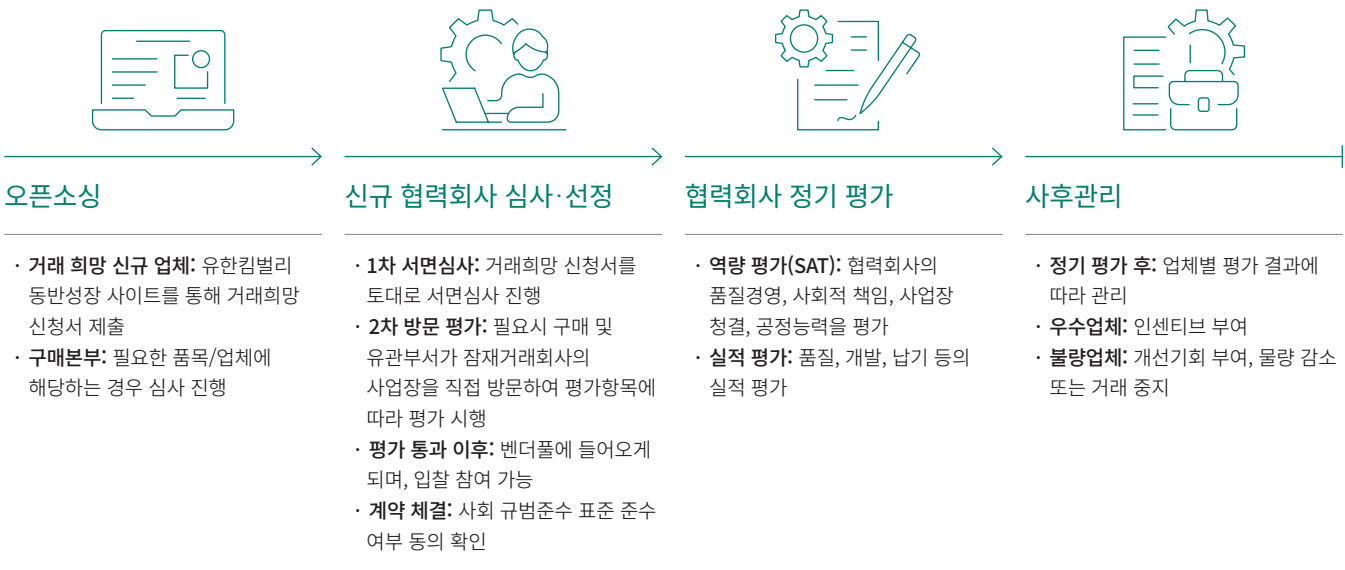 오픈소싱
· 거래 희망 신규 업체: 유한킴벌리
동반성장 사이트를 통해 거래희망
신청서 제출
· 구매본부: 필요한 품목/업체에
해당하는 경우 심사 진행
신규 협력회사 심사·선정
· 1차 서면심사: 거래희망 신청서를
토대로 서면심사 진행
· 2차 방문 평가: 필요시 구매 및
유관부서가 잠재거래회사의
사업장을 직접 방문하여 평가항목에
따라 평가 시행
· 평가 통과 이후: 벤더풀에 들어오게
되며, 입찰 참여 가능
· 계약 체결: 사회 규범준수 표준 준수
여부 동의 확인
협력회사 정기 평가
· 역량 평가(SAT): 협력회사의
품질경영, 사회적 책임, 사업장
청결, 공정능력을 평가
· 실적 평가: 품질, 개발, 납기 등의
실적 평가
사후관리
· 정기 평가 후: 업체별 평가 결과에
따라 관리
· 우수업체: 인센티브 부여
· 불량업체: 개선기회 부여, 물량 감소
또는 거래 중지